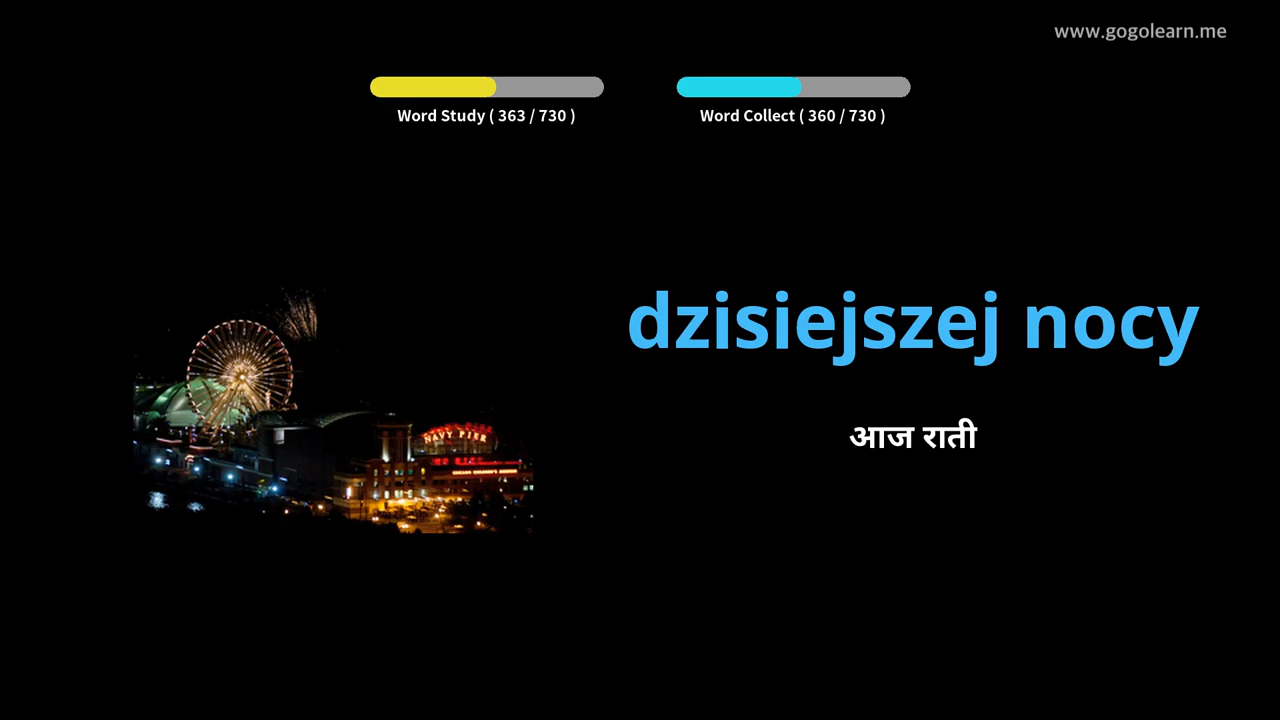 www.gogolearn.me
Word Study ( 363 / 730 )
Word Collect ( 360 / 730 )
dzisiejszej nocy
आज राती
NAVY PIER